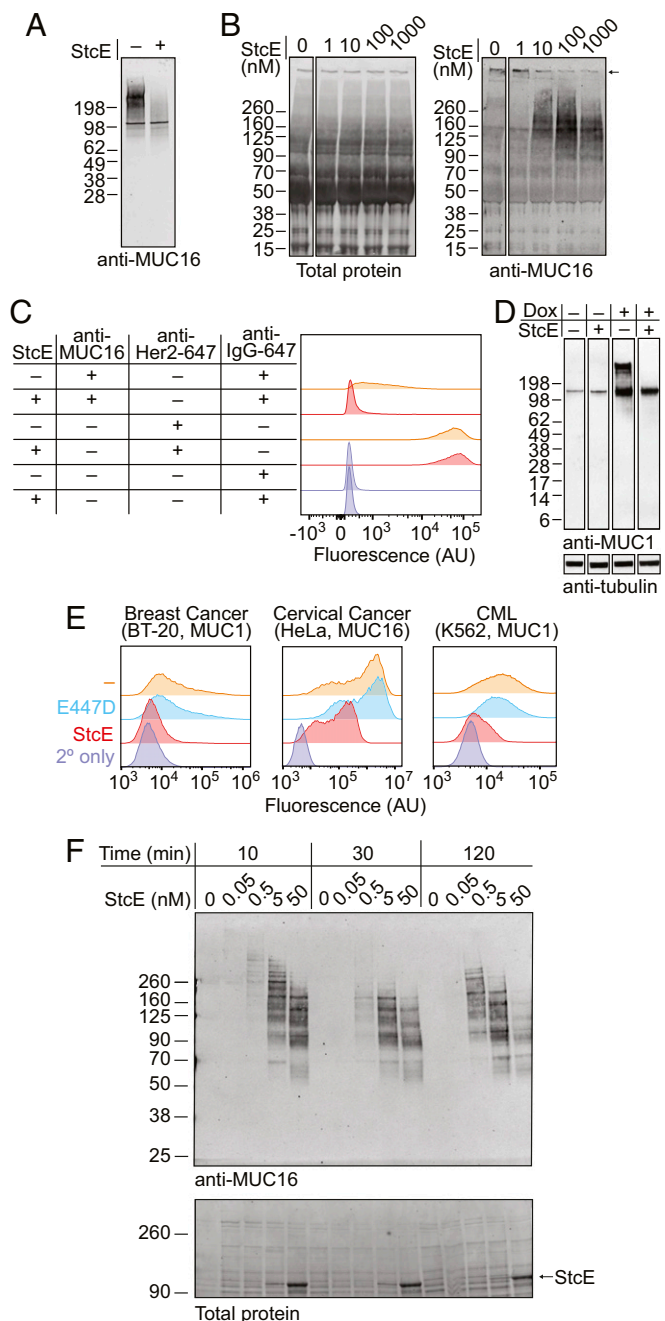 A
StcE – +
198
98
62
49
38
28
anti-MUC16
B
StcE (nM) 0 1 10 100 1000
260
160
125
90
70
50
38
25
15
Total protein
StcE (nM) 0 1 10 100 1000
←
260
160
125
90
70
50
38
25
15
anti-MUC16
C
StcE anti-MUC16 anti-Her2-647 anti-IgG-647
– + – +
+ + – +
– – + –
+ – + –
– – – +
+ – – +
-10³ 0 10³ 10⁴ 10⁵
Fluorescence (AU)
D
Dox – – + +
StcE – + – +
198
98
62
49
38
28
17
14
6
anti-MUC1
anti-tubulin
E
Breast Cancer (BT-20, MUC1)
Cervical Cancer (HeLa, MUC16)
CML (K562, MUC1)
–
E447D
StcE
2º only
10³ 10⁴ 10⁵ 10⁶
10³ 10⁵ 10⁷
10³ 10⁴ 10⁵
Fluorescence (AU)
F
Time (min) 10 30 120
StcE (nM) 0 0.05 0.5 5 50 0 0.05 0.5 5 50 0 0.05 0.5 5 50
260
160
125
90
70
50
38
25
anti-MUC16
260
90
←StcE
Total protein